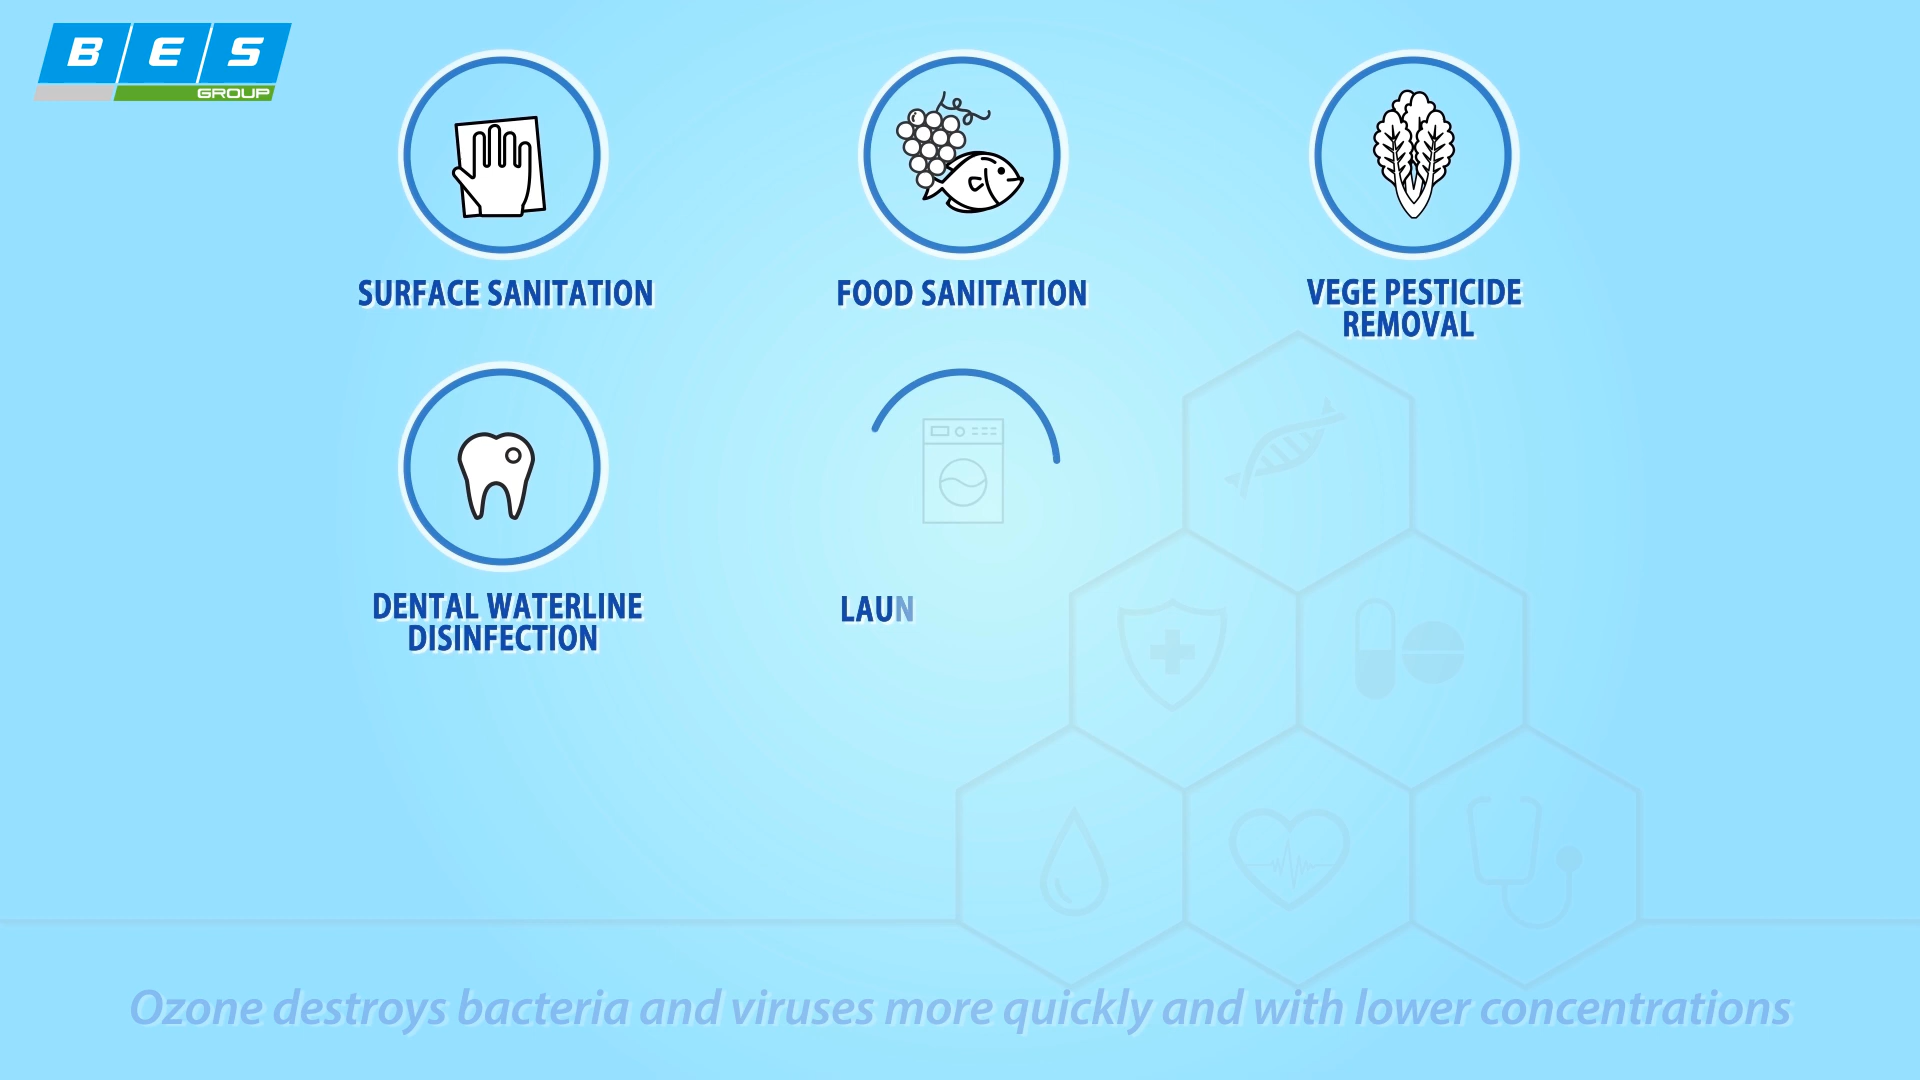 BES
GROUP
SURFACE SANITATION
FOOD SANITATION
VEGE PESTICIDE
REMOVAL
DENTAL WATERLINE
DISINFECTION
LAUN
Ozone destroys bacteria and viruses more quickly and with lower concentrations